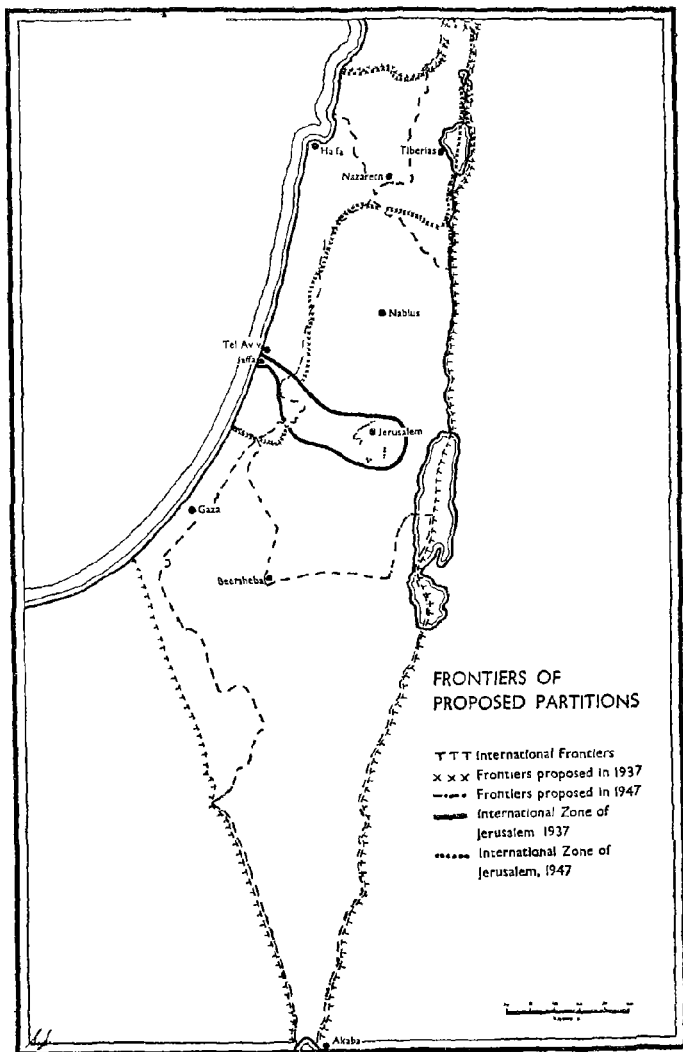 Haifa
Tiberias
Nazareth
Nablus
Tel Aviv
Jaffa
Jerusalem
Gaza
Beersheba
FRONTIERS OF
PROPOSED PARTITIONS
International Frontiers
Frontiers proposed in 1937
Frontiers proposed in 1947
International Zone of
Jerusalem 1937
International Zone of
Jerusalem, 1947
Akaba